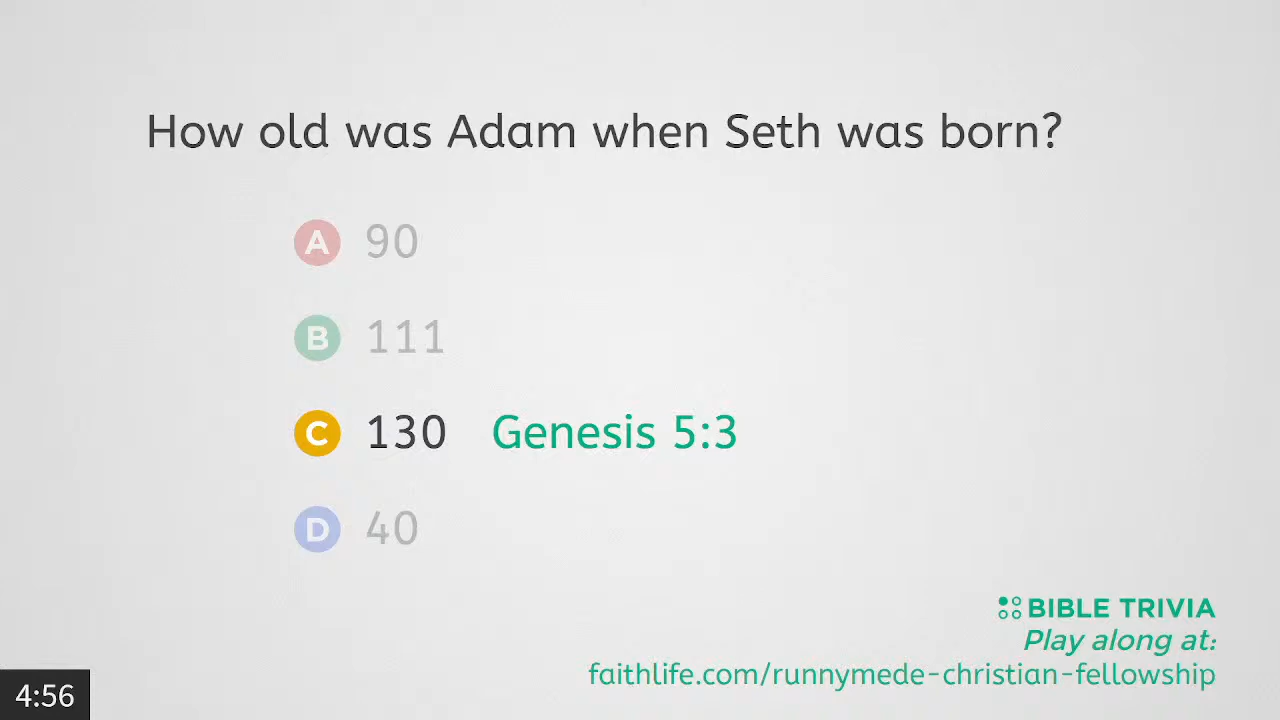 How old was Adam when Seth was born?
A 90
B 111
C 130 Genesis 5:3
D 40
BIBLE TRIVIA
Play along at:
faithlife.com/runnymede-christian-fellowship
4:56